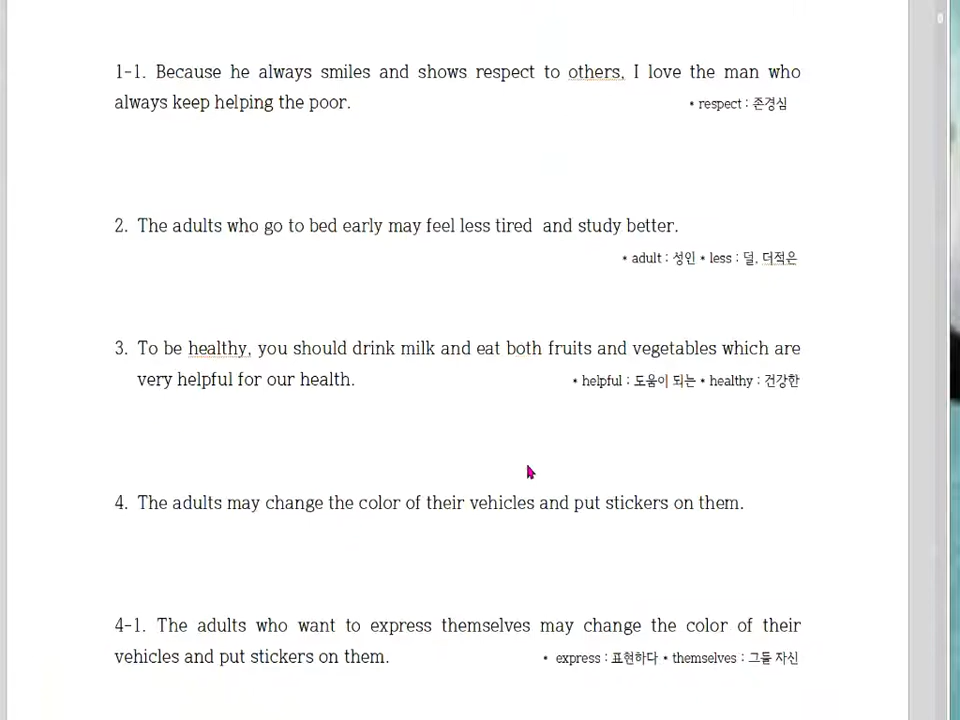 1-1. Because he always smiles and shows respect to others, I love the man who
always keep helping the poor. • respect : 존경심
2. The adults who go to bed early may feel less tired and study better.
• adult : 성인 • less : 덜, 더적은
3. To be healthy, you should drink milk and eat both fruits and vegetables which are
very helpful for our health. • helpful : 도움이 되는 • healthy : 건강한
4. The adults may change the color of their vehicles and put stickers on them.
4-1. The adults who want to express themselves may change the color of their
vehicles and put stickers on them. • express : 표현하다 • themselves : 그들 자신